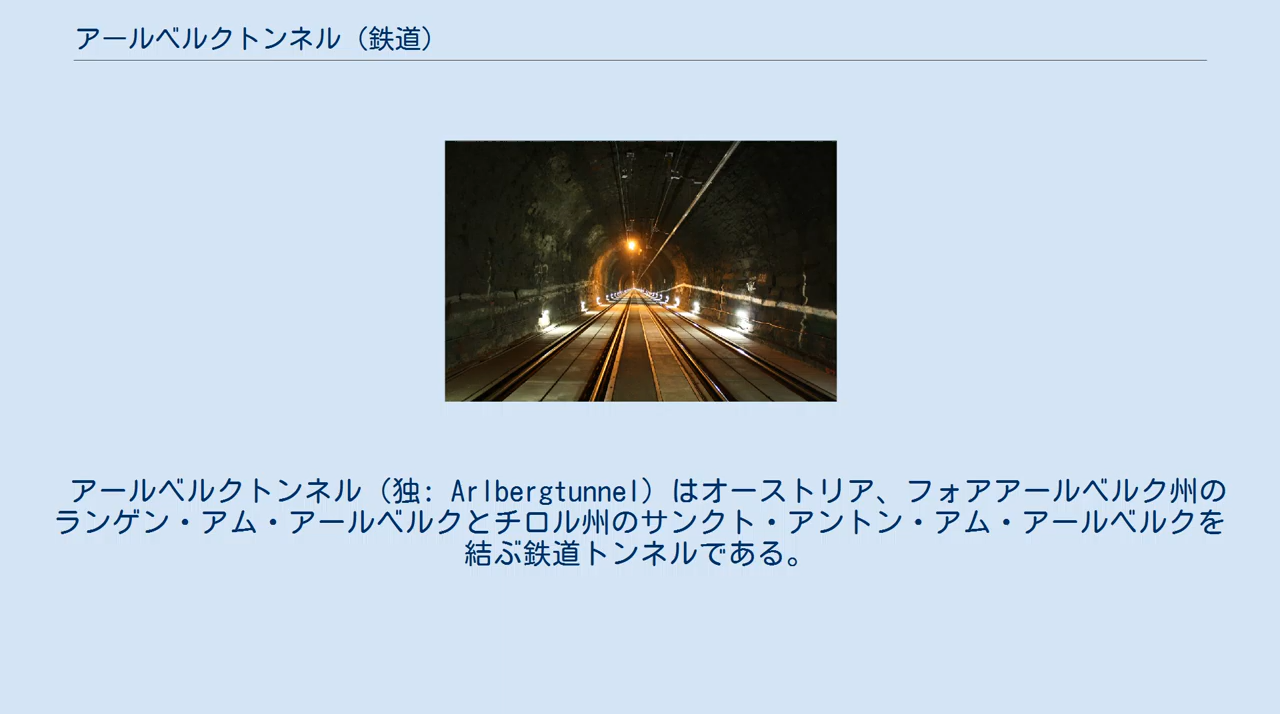 アールベルクトンネル（鉄道）
アールベルクトンネル（独: Arlbergtunnel）はオーストリア、フォアアールベルク州の
ランゲン・アム・アールベルクとチロル州のサンクト・アントン・アム・アールベルクを
結ぶ鉄道トンネルである。